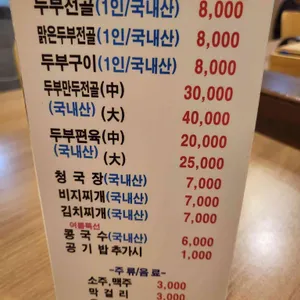 두부전골(1인/국내산) 8,000
맑은두부전골(1인/국내산) 8,000
두부구이(1인/국내산) 8,000
두부만두전골(中) 30,000
(국내산) (大) 40,000
두부편육(中) 20,000
(국내산) (大) 25,000
청국장(국내산) 7,000
비지찌개(국내산) 7,000
김치찌개(국내산) 7,000
여름특선
콩국수(국내산) 6,000
공기밥추가시 1,000
-주류/음료-
소주,맥주 3,000
막걸리 3,000